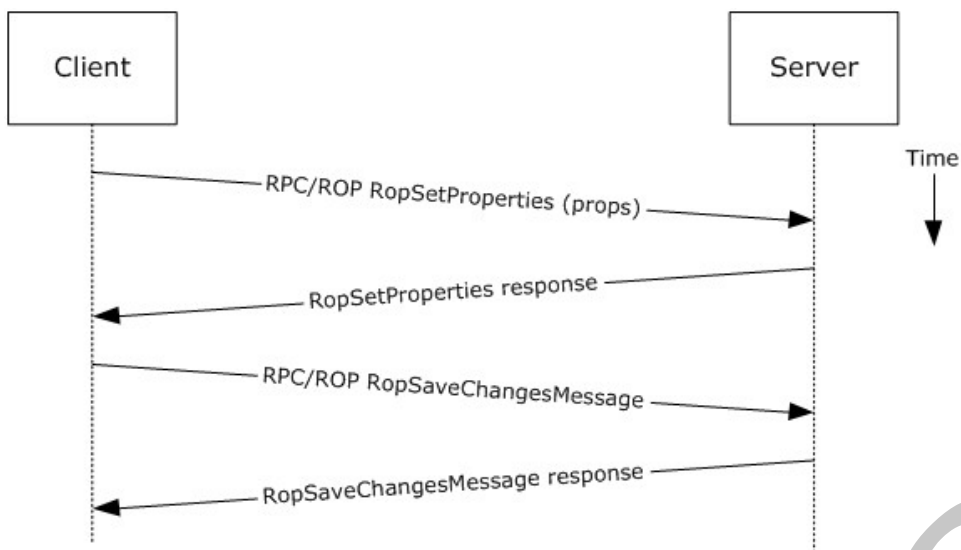 Client
Server
Time
RPC/ROP RopSetProperties (props)
RopSetProperties response
RPC/ROP RopSaveChangesMessage
RopSaveChangesMessage response